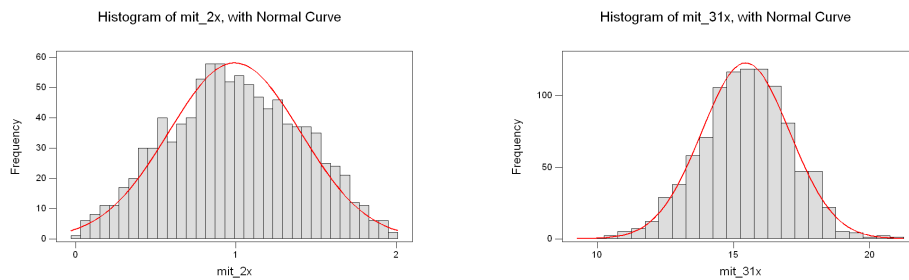 Histogram of mit_2x, with Normal Curve
60
50
40
30
20
10
0
Frequency
0 1 2
mit_2x
Histogram of mit_31x, with Normal Curve
100
50
0
Frequency
10 15 20
mit_31x